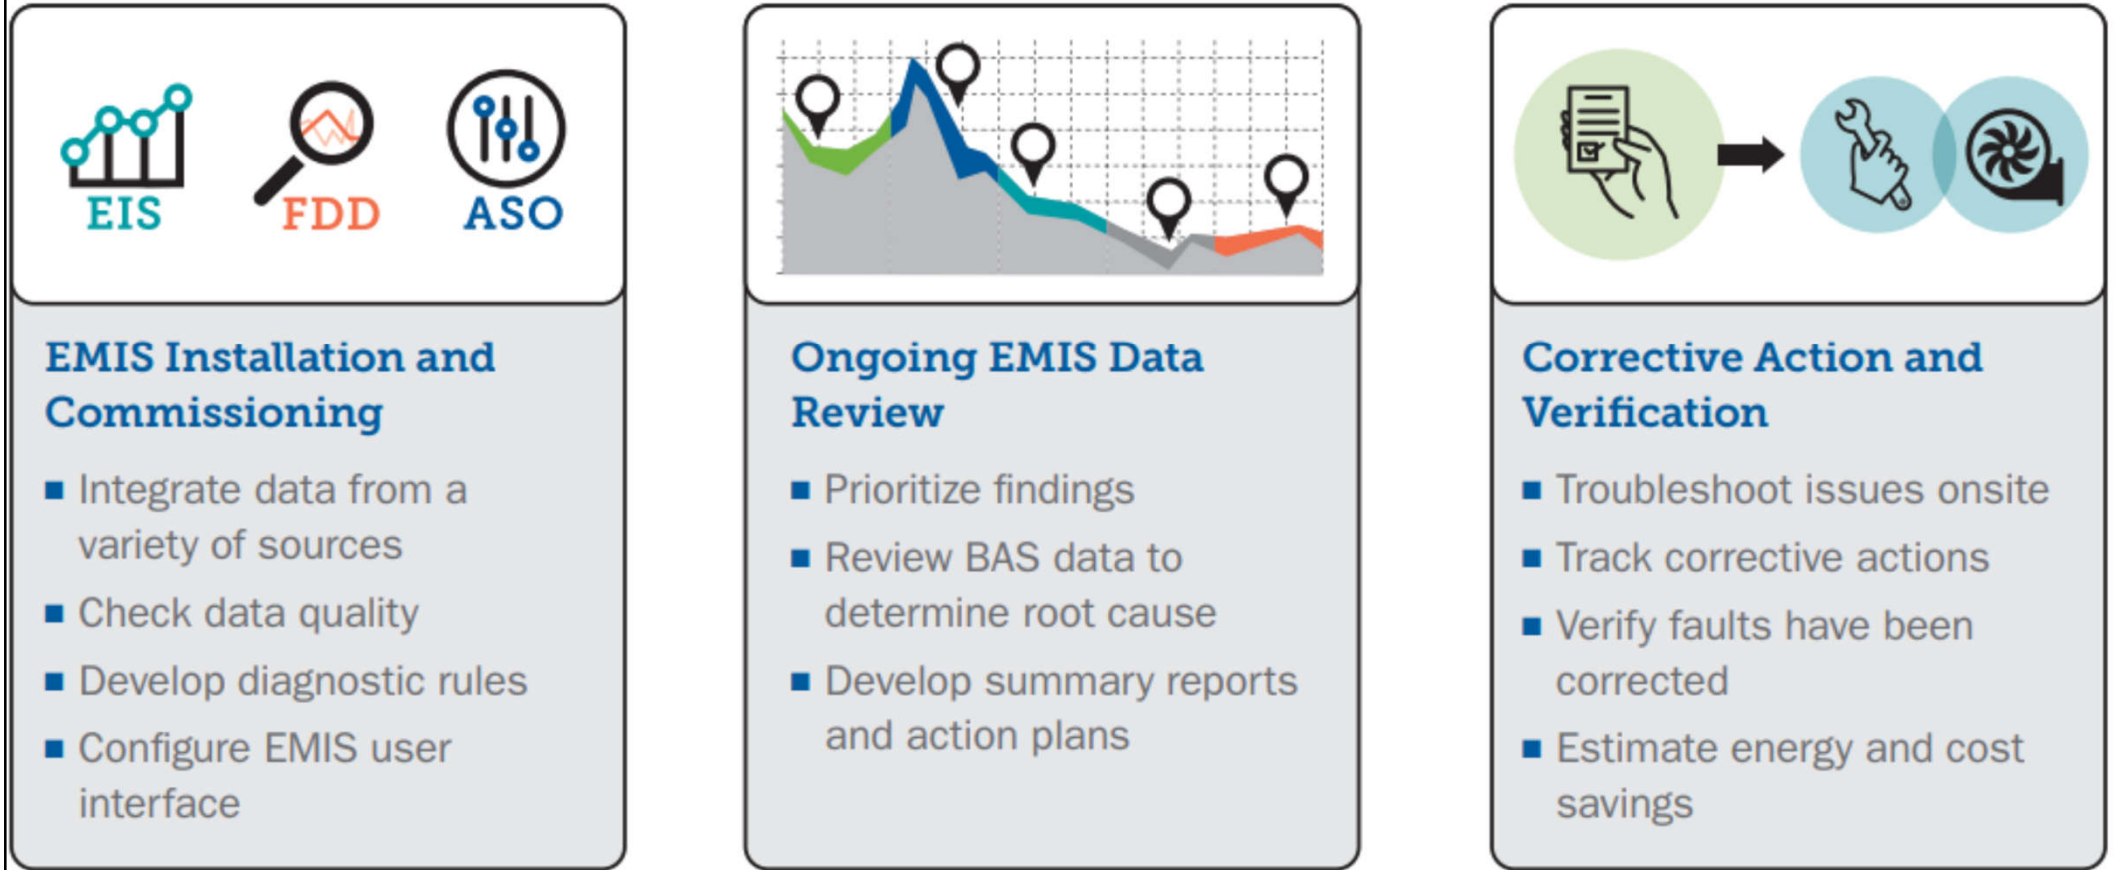 EIS
FDD
ASO
EMIS Installation and
Commissioning
Integrate data from a
variety of sources
Check data quality
Develop diagnostic rules
Configure EMIS user
interface
Ongoing EMIS Data
Review
Prioritize findings
Review BAS data to
determine root cause
Develop summary reports
and action plans
Corrective Action and
Verification
Troubleshoot issues onsite
Track corrective actions
Verify faults have been
corrected
Estimate energy and cost
savings